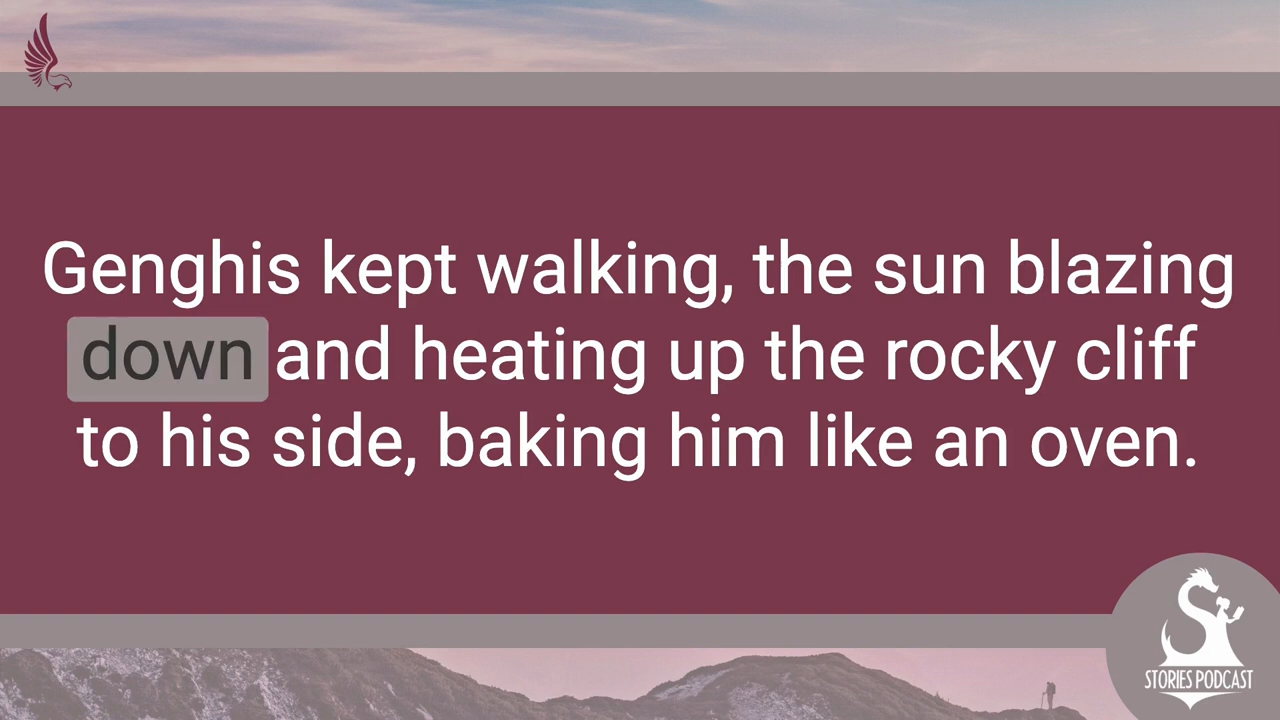 Genghis kept walking, the sun blazing
down and heating up the rocky cliff
to his side, baking him like an oven.
STORIES PODCAST